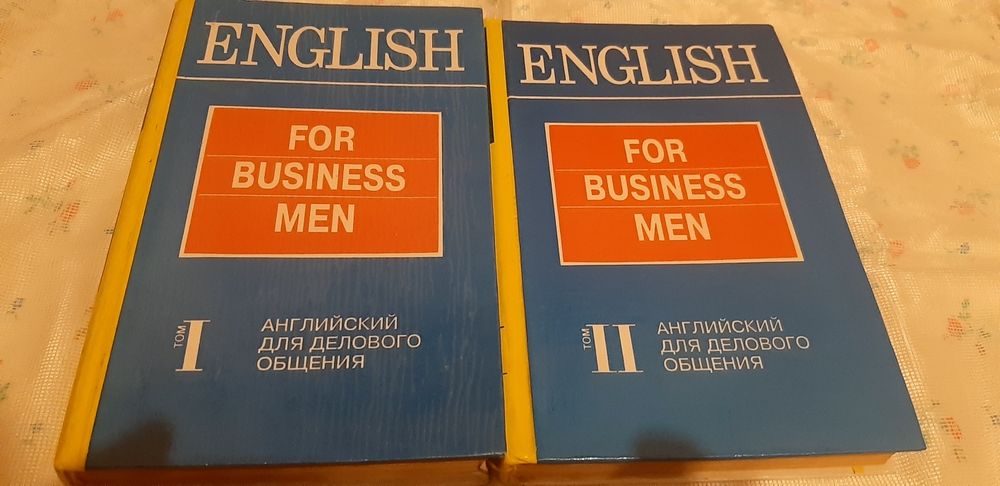 ENGLISH
FOR
BUSINESS
MEN
ТОМ I
АНГЛИЙСКИЙ
ДЛЯ ДЕЛОВОГО
ОБЩЕНИЯ
ENGLISH
FOR
BUSINESS
MEN
ТОМ II
АНГЛИЙСКИЙ
ДЛЯ ДЕЛОВОГО
ОБЩЕНИЯ